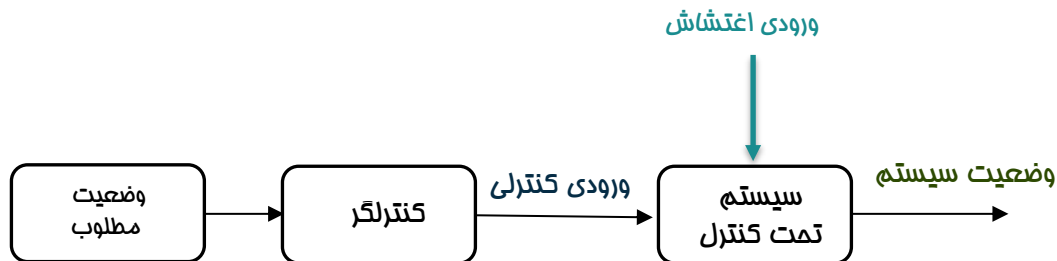 ورودی اغتشاش
وضعیت
مطلوب
کنترلگر
ورودی کنترلی
سیستم
تحت کنترل
وضعیت سیستم